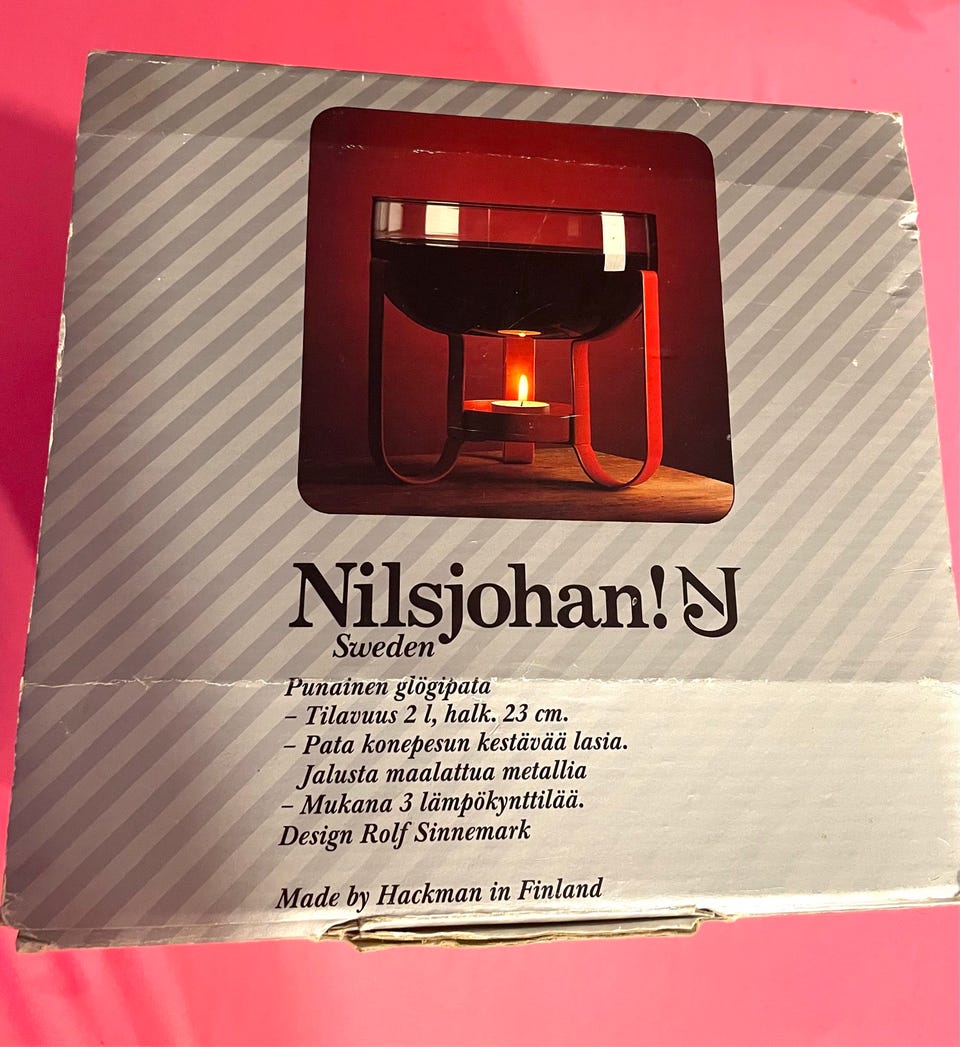 Nilsjohan! NJ
Sweden
Punainen glögipata
– Tilavuus 2 l, halk. 23 cm.
– Pata konepesun kestävää lasia.
Jalusta maalattua metallia
– Mukana 3 lämpökynttilää.
Design Rolf Sinnemark
Made by Hackman in Finland